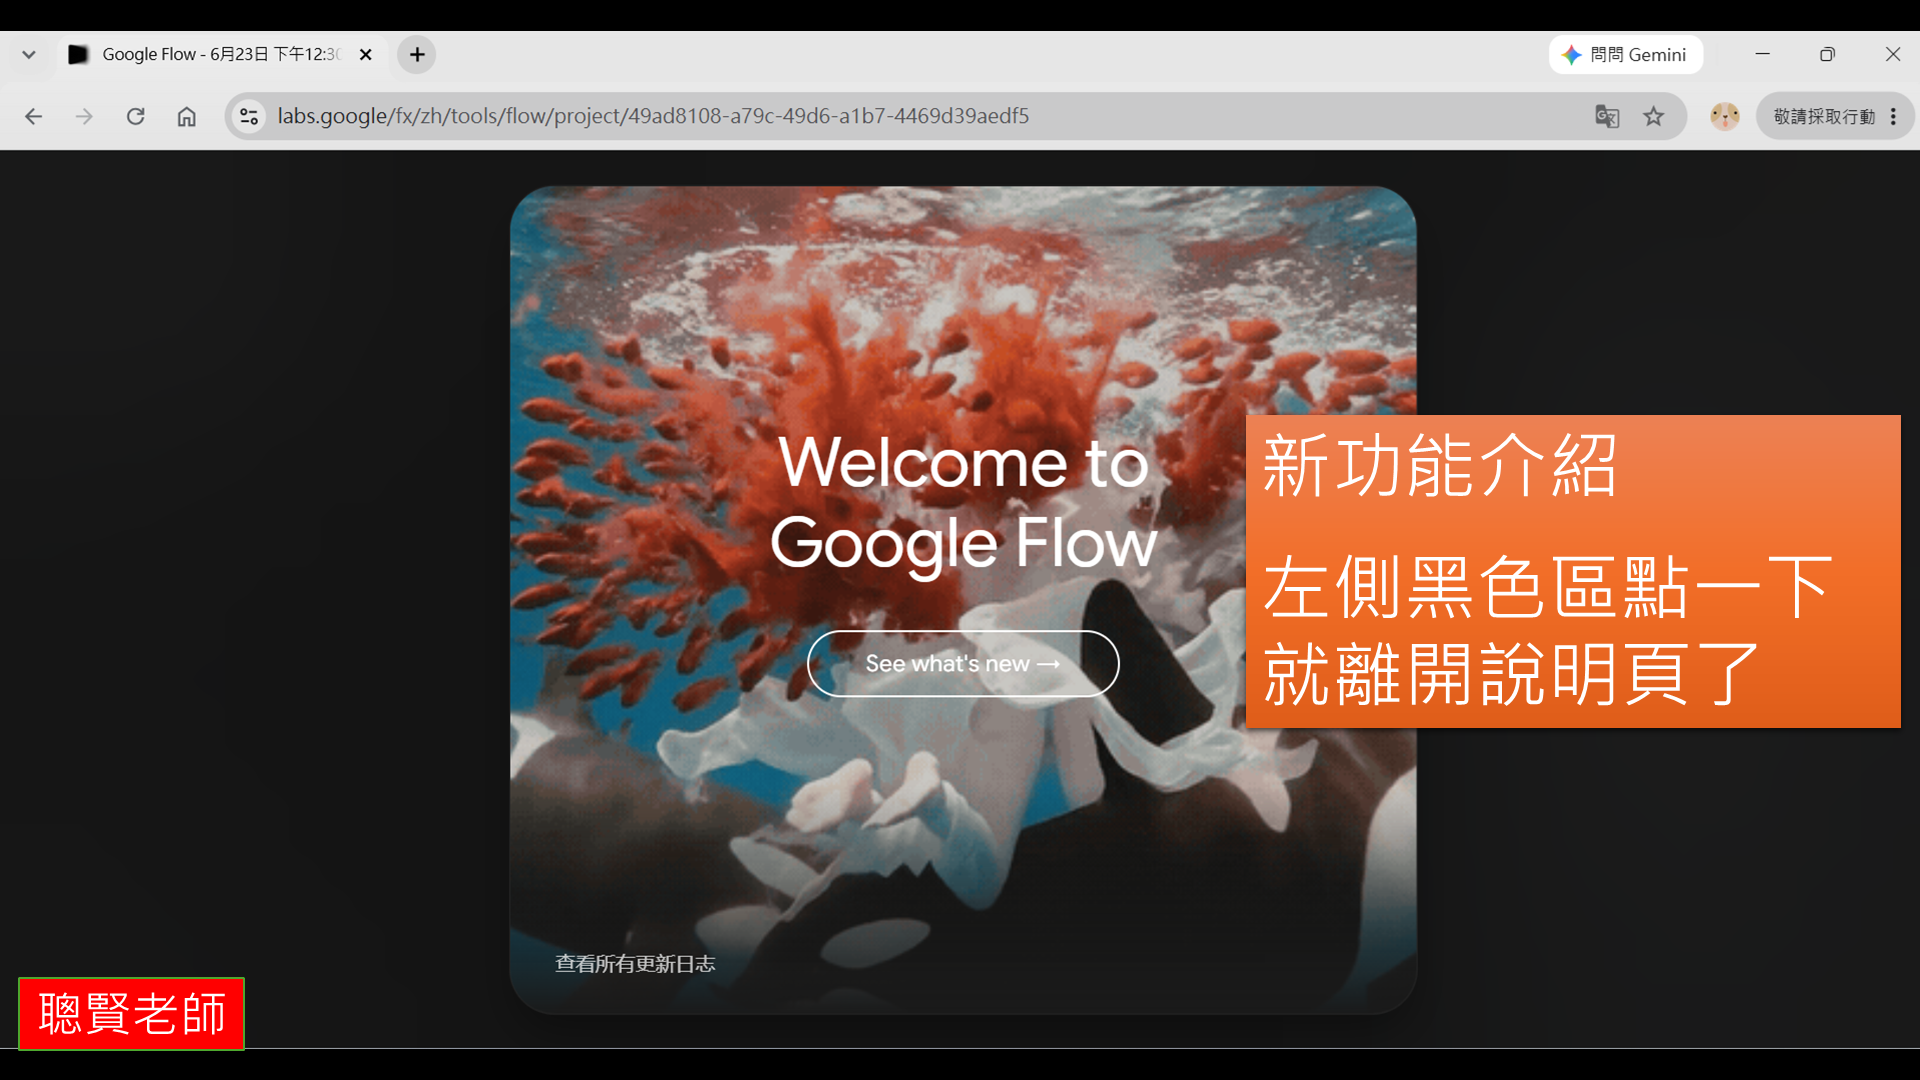 Google Flow - 6月23日 下午12:30
問問 Gemini
labs.google/fx/zh/tools/flow/project/49ad8108-a79c-49d6-a1b7-4469d39aedf5
敬請採取行動
Welcome to
Google Flow
See what's new →
新功能介紹
左側黑色區點一下
就離開說明頁了
查看所有更新日志
聰賢老師